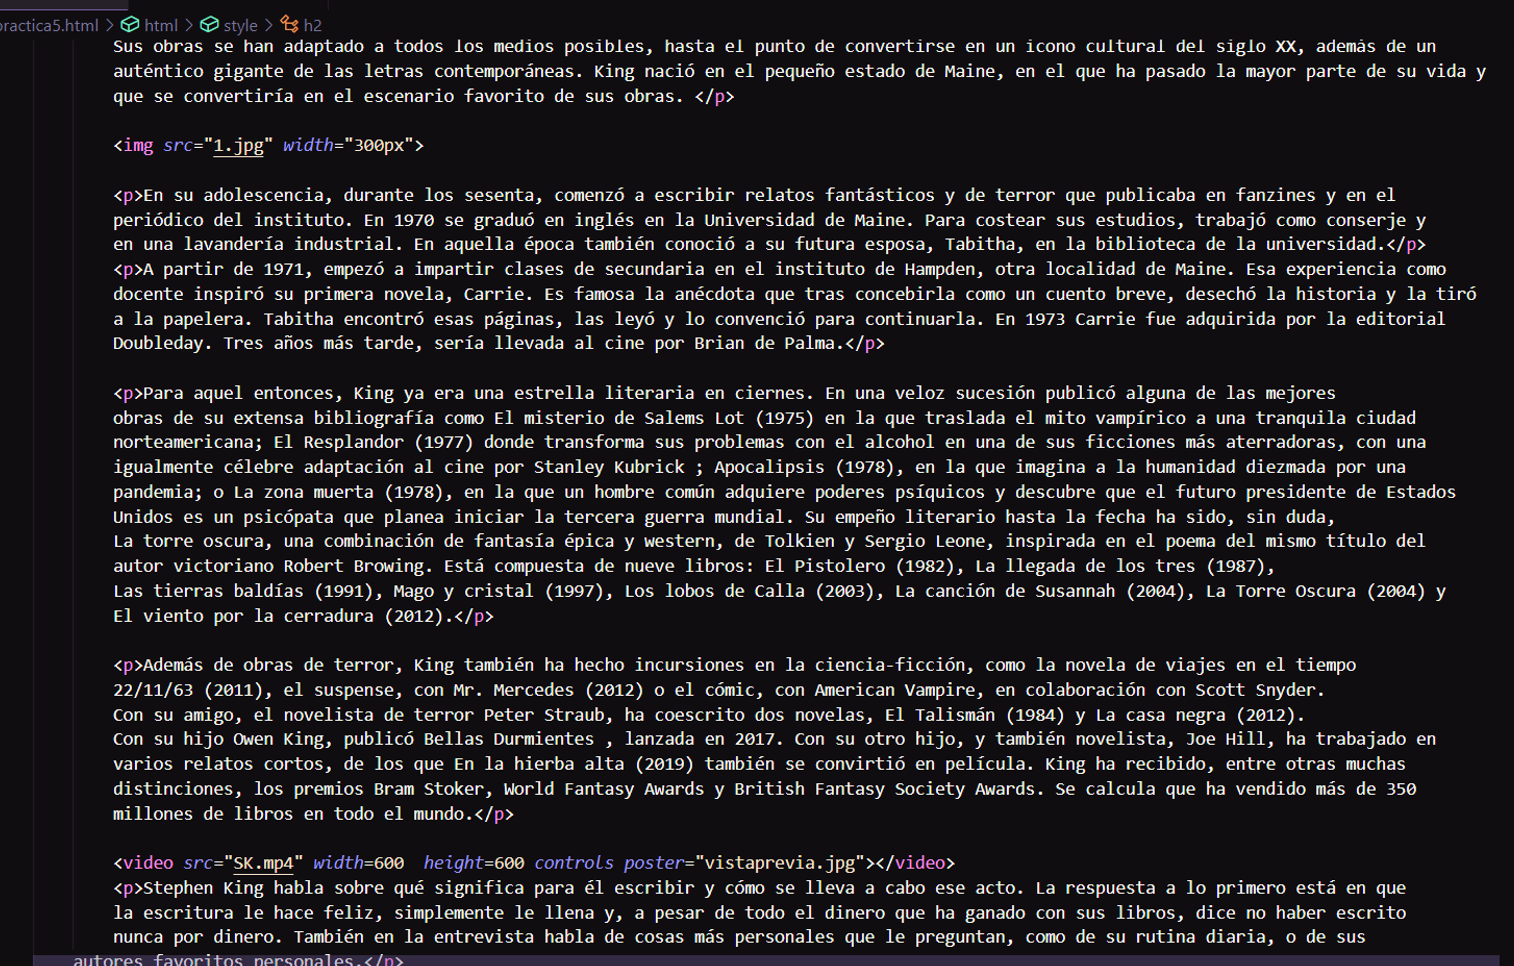 practica5.html > html > style > h2
Sus obras se han adaptado a todos los medios posibles, hasta el punto de convertirse en un icono cultural del siglo XX, además de un
auténtico gigante de las letras contemporáneas. King nació en el pequeño estado de Maine, en el que ha pasado la mayor parte de su vida y
que se convertiría en el escenario favorito de sus obras. </p>
<img src="1.jpg" width="300px">
<p>En su adolescencia, durante los sesenta, comenzó a escribir relatos fantásticos y de terror que publicaba en fanzines y en el
periódico del instituto. En 1970 se graduó en inglés en la Universidad de Maine. Para costear sus estudios, trabajó como conserje y
en una lavandería industrial. En aquella época también conoció a su futura esposa, Tabitha, en la biblioteca de la universidad.</p>
<p>A partir de 1971, empezó a impartir clases de secundaria en el instituto de Hampden, otra localidad de Maine. Esa experiencia como
docente inspiró su primera novela, Carrie. Es famosa la anécdota que tras concebirla como un cuento breve, desechó la historia y la tiró
a la papelera. Tabitha encontró esas páginas, las leyó y lo convenció para continuarla. En 1973 Carrie fue adquirida por la editorial
Doubleday. Tres años más tarde, sería llevada al cine por Brian de Palma.</p>
<p>Para aquel entonces, King ya era una estrella literaria en ciernes. En una veloz sucesión publicó alguna de las mejores
obras de su extensa bibliografía como El misterio de Salems Lot (1975) en la que traslada el mito vampírico a una tranquila ciudad
norteamericana; El Resplandor (1977) donde transforma sus problemas con el alcohol en una de sus ficciones más aterradoras, con una
igualmente célebre adaptación al cine por Stanley Kubrick ; Apocalipsis (1978), en la que imagina a la humanidad diezmada por una
pandemia; o La zona muerta (1978), en la que un hombre común adquiere poderes psíquicos y descubre que el futuro presidente de Estados
Unidos es un psicópata que planea iniciar la tercera guerra mundial. Su empeño literario hasta la fecha ha sido, sin duda,
La torre oscura, una combinación de fantasía épica y western, de Tolkien y Sergio Leone, inspirada en el poema del mismo título del
autor victoriano Robert Browing. Está compuesta de nueve libros: El Pistolero (1982), La llegada de los tres (1987),
Las tierras baldías (1991), Mago y cristal (1997), Los lobos de Calla (2003), La canción de Susannah (2004), La Torre Oscura (2004) y
El viento por la cerradura (2012).</p>
<p>Además de obras de terror, King también ha hecho incursiones en la ciencia-ficción, como la novela de viajes en el tiempo
22/11/63 (2011), el suspense, con Mr. Mercedes (2012) o el cómic, con American Vampire, en colaboración con Scott Snyder.
Con su amigo, el novelista de terror Peter Straub, ha coescrito dos novelas, El Talismán (1984) y La casa negra (2012).
Con su hijo Owen King, publicó Bellas Durmientes , lanzada en 2017. Con su otro hijo, y también novelista, Joe Hill, ha trabajado en
varios relatos cortos, de los que En la hierba alta (2019) también se convirtió en película. King ha recibido, entre otras muchas
distinciones, los premios Bram Stoker, World Fantasy Awards y British Fantasy Society Awards. Se calcula que ha vendido más de 350
millones de libros en todo el mundo.</p>
<video src="SK.mp4" width=600  height=600 controls poster="vistaprevia.jpg"></video>
<p>Stephen King habla sobre qué significa para él escribir y cómo se lleva a cabo ese acto. La respuesta a lo primero está en que
la escritura le hace feliz, simplemente le llena y, a pesar de todo el dinero que ha ganado con sus libros, dice no haber escrito
nunca por dinero. También en la entrevista habla de cosas más personales que le preguntan, como de su rutina diaria, o de sus
autores favoritos personales.</p>